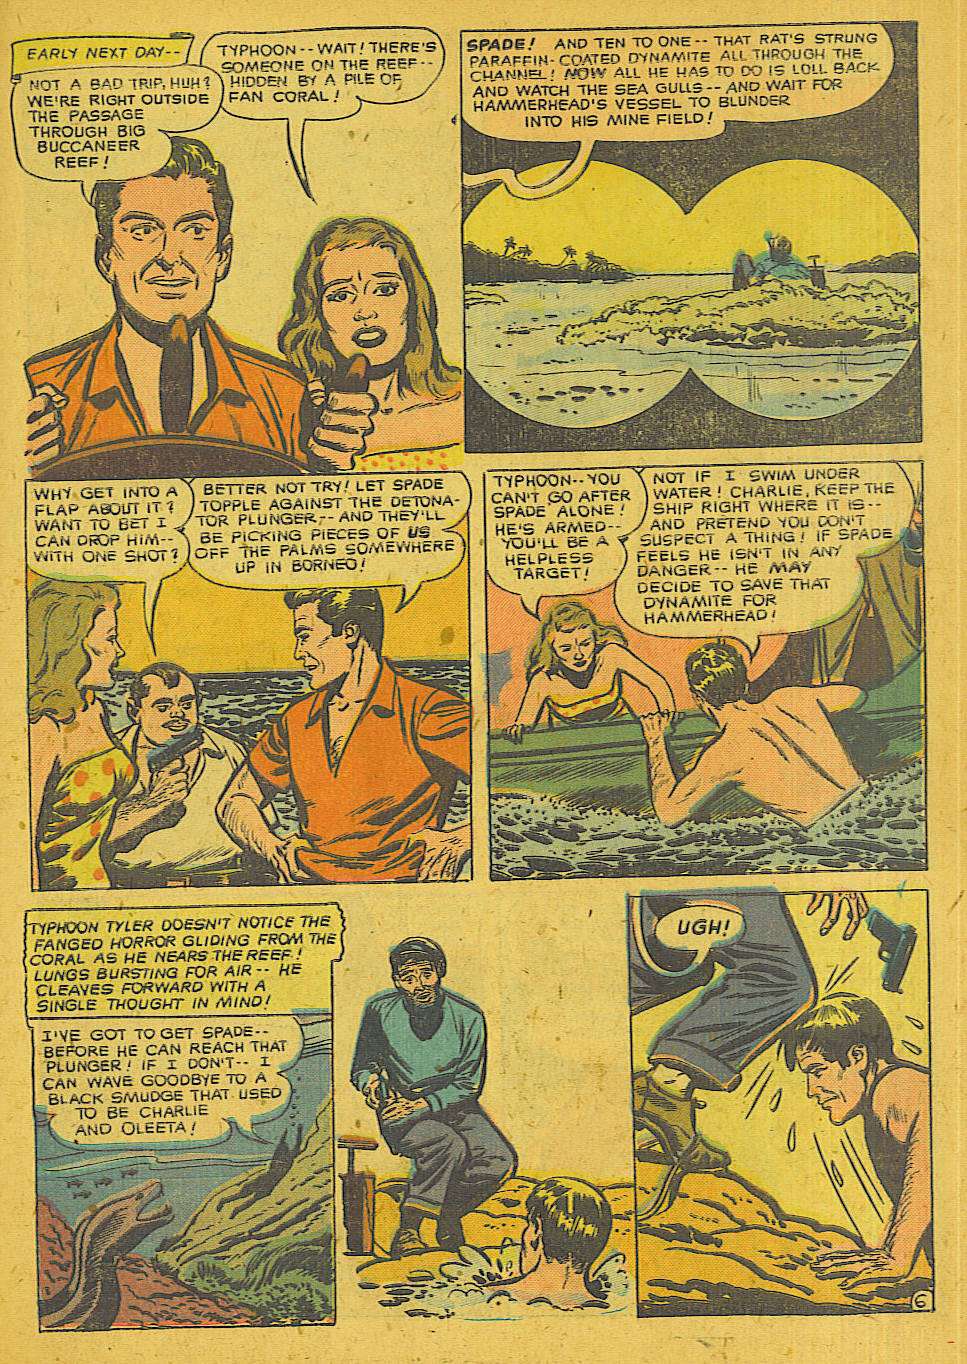 EARLY NEXT DAY--
NOT A BAD TRIP, HUH?
WE'RE RIGHT OUTSIDE
THE PASSAGE
THROUGH BIG
BUCCANEER
REEF!
TYPHOON-- WAIT! THERE'S
SOMEONE ON THE REEF--
HIDDEN BY A PILE OF
FAN CORAL!
SPADE! AND TEN TO ONE-- THAT RAT'S STRUNG
PARAFFIN-COATED DYNAMITE ALL THROUGH THE
CHANNEL! NOW ALL HE HAS TO DO IS LOLL BACK
AND WATCH THE SEA GULLS-- AND WAIT FOR
HAMMERHEAD'S VESSEL TO BLUNDER
INTO HIS MINE FIELD!
WHY GET INTO A
FLAP ABOUT IT?
WANT TO BET I
CAN DROP HIM--
WITH ONE SHOT?
BETTER NOT TRY! LET SPADE
TOPPLE AGAINST THE DETONA-
TOR PLUNGER,-- AND THEY'LL
BE PICKING PIECES OF US
OFF THE PALMS SOMEWHERE
UP IN BORNEO!
TYPHOON-- YOU
CAN'T GO AFTER
SPADE ALONE!
HE'S ARMED--
YOU'LL BE A
HELPLESS
TARGET!
NOT IF I SWIM UNDER
WATER! CHARLIE, KEEP THE
SHIP RIGHT WHERE IT IS--
AND PRETEND YOU DON'T
SUSPECT A THING! IF SPADE
FEELS HE ISN'T IN ANY
DANGER-- HE MAY
DECIDE TO SAVE THAT
DYNAMITE FOR
HAMMERHEAD!
TYPHOON TYLER DOESN'T NOTICE THE
FANGED HORROR GLIDING FROM THE
CORAL AS HE NEARS THE REEF!
LUNGS BURSTING FOR AIR-- HE
CLEAVES FORWARD WITH A
SINGLE THOUGHT IN MIND!
I'VE GOT TO GET SPADE--
BEFORE HE CAN REACH THAT
PLUNGER! IF I DON'T-- I
CAN WAVE GOODBYE TO A
BLACK SMUDGE THAT USED
TO BE CHARLIE
AND OLEETA!
UGH!
6